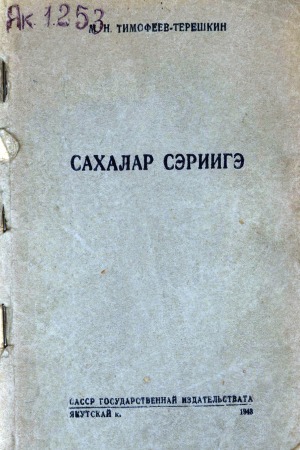 Як 1253
М. Н. ТИМОФЕЕВ-ТЕРЕШКИН
САХАЛАР СЭРИИГЭ
САССР ГОСУДАРСТВЕННАЙ ИЗДАТЕЛЬСТВАТА
ЯКУТСКАЙ к. 1943